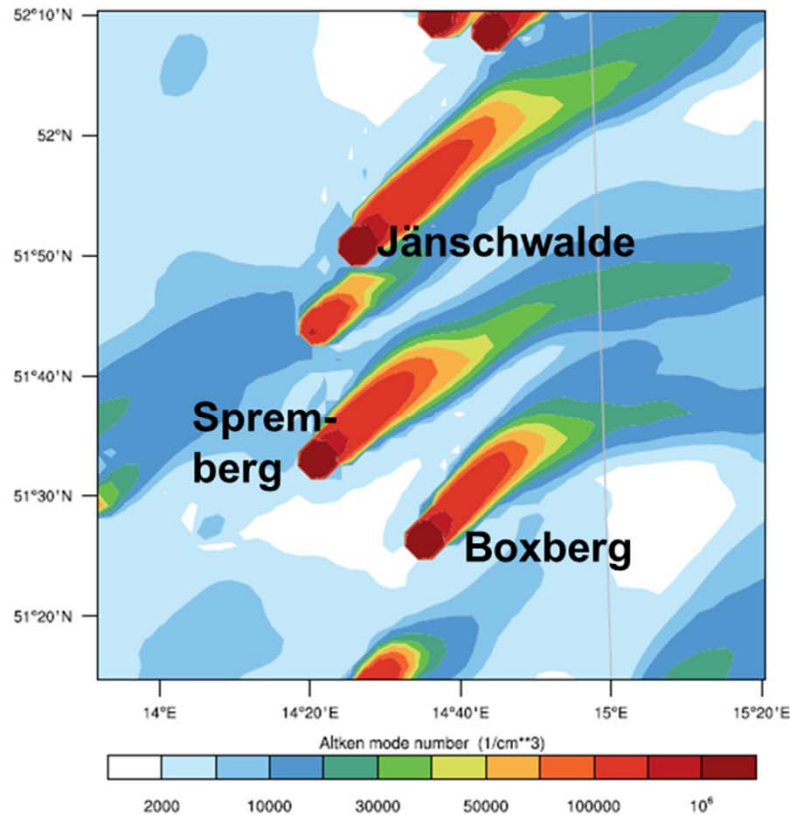 52°10'N
52°N
Jänschwalde
51°50'N
51°40'N
Sprem-
berg
51°30'N
Boxberg
51°20'N
14°E 14°20'E 14°40'E 15°E 15°20'E
Altken mode number (1/cm**3)
2000 10000 30000 50000 100000 10⁶